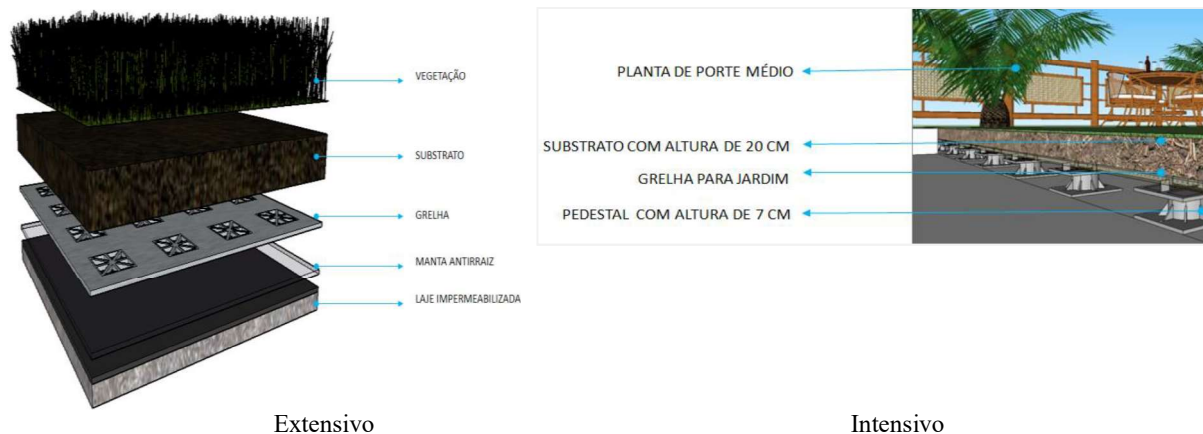 VEGETAÇÃO
SUBSTRATO
GRELHA
MANTA ANTIRRAIZ
LAJE IMPERMEABILIZADA
Extensivo
PLANTA DE PORTE MÉDIO
SUBSTRATO COM ALTURA DE 20 CM
GRELHA PARA JARDIM
PEDESTAL COM ALTURA DE 7 CM
Intensivo